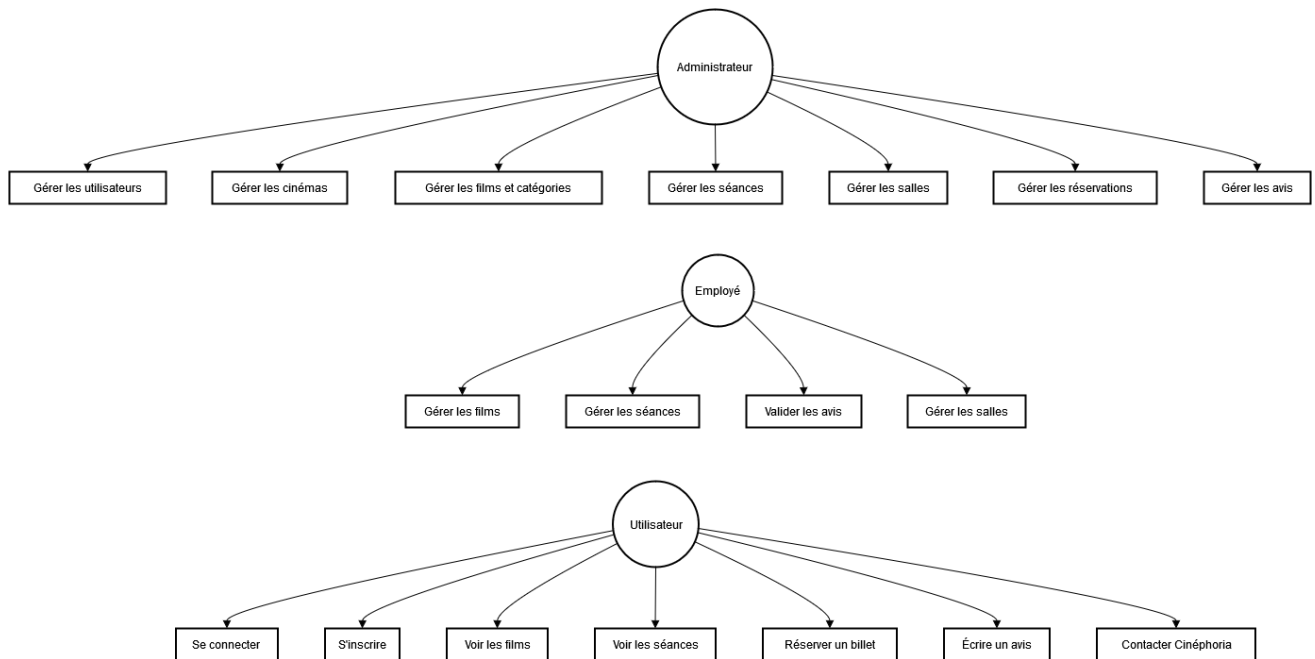 Administrateur
Gérer les utilisateurs
Gérer les cinémas
Gérer les films et catégories
Gérer les séances
Gérer les salles
Gérer les réservations
Gérer les avis
Employé
Gérer les films
Gérer les séances
Valider les avis
Gérer les salles
Utilisateur
Se connecter
S'inscrire
Voir les films
Voir les séances
Réserver un billet
Écrire un avis
Contacter Cinéphoria